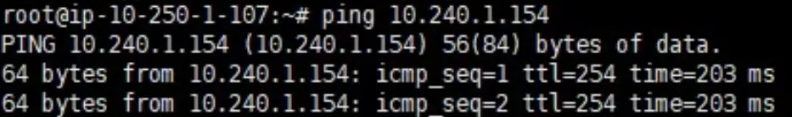 root@ip-10-250-1-107:~# ping 10.240.1.154
PING 10.240.1.154 (10.240.1.154) 56(84) bytes of data.
64 bytes from 10.240.1.154: icmp_seq=1 ttl=254 time=203 ms
64 bytes from 10.240.1.154: icmp_seq=2 ttl=254 time=203 ms